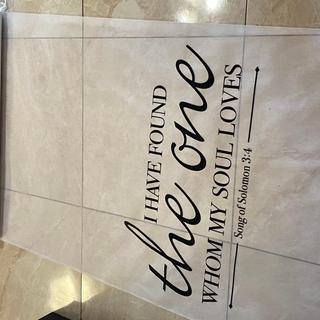 I HAVE FOUND
the one
WHOM MY SOUL LOVES
Song of Solomon 3:4